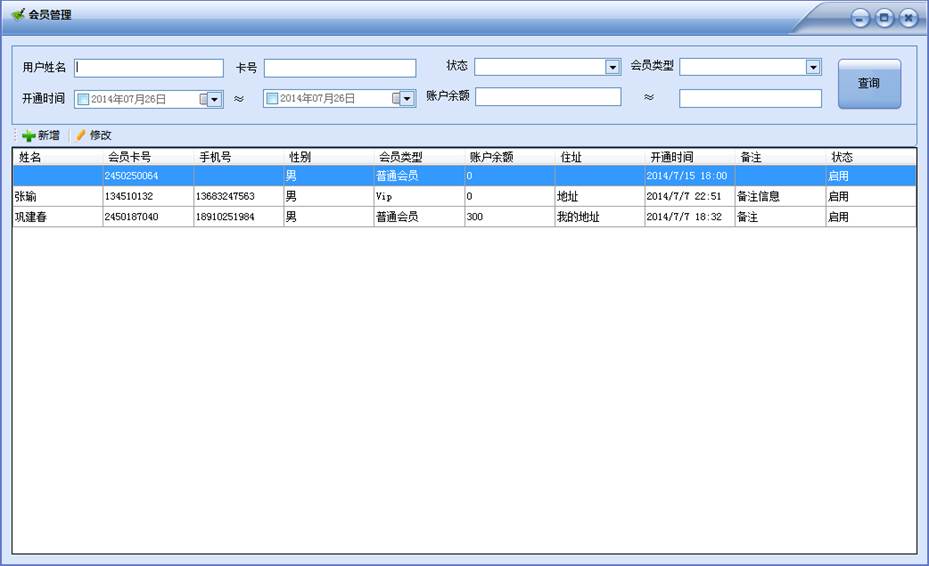 会员管理
用户姓名 卡号 状态 会员类型 查询
开通时间 2014年07月26日 ≈ 2014年07月26日 账户余额 ≈
新增 修改
姓名 会员卡号 手机号 性别 会员类型 账户余额 住址 开通时间 备注 状态
2450250064 男 普通会员 0 2014/7/15 18:00 启用
张瑜 134510132 13683247563 男 Vip 0 地址 2014/7/7 22:51 备注信息 启用
巩建春 2450187040 18910251984 男 普通会员 300 我的地址 2014/7/7 18:32 备注 启用